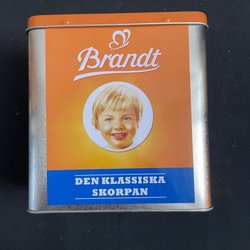 Brandt
DEN KLASSISKA
SKORPAN